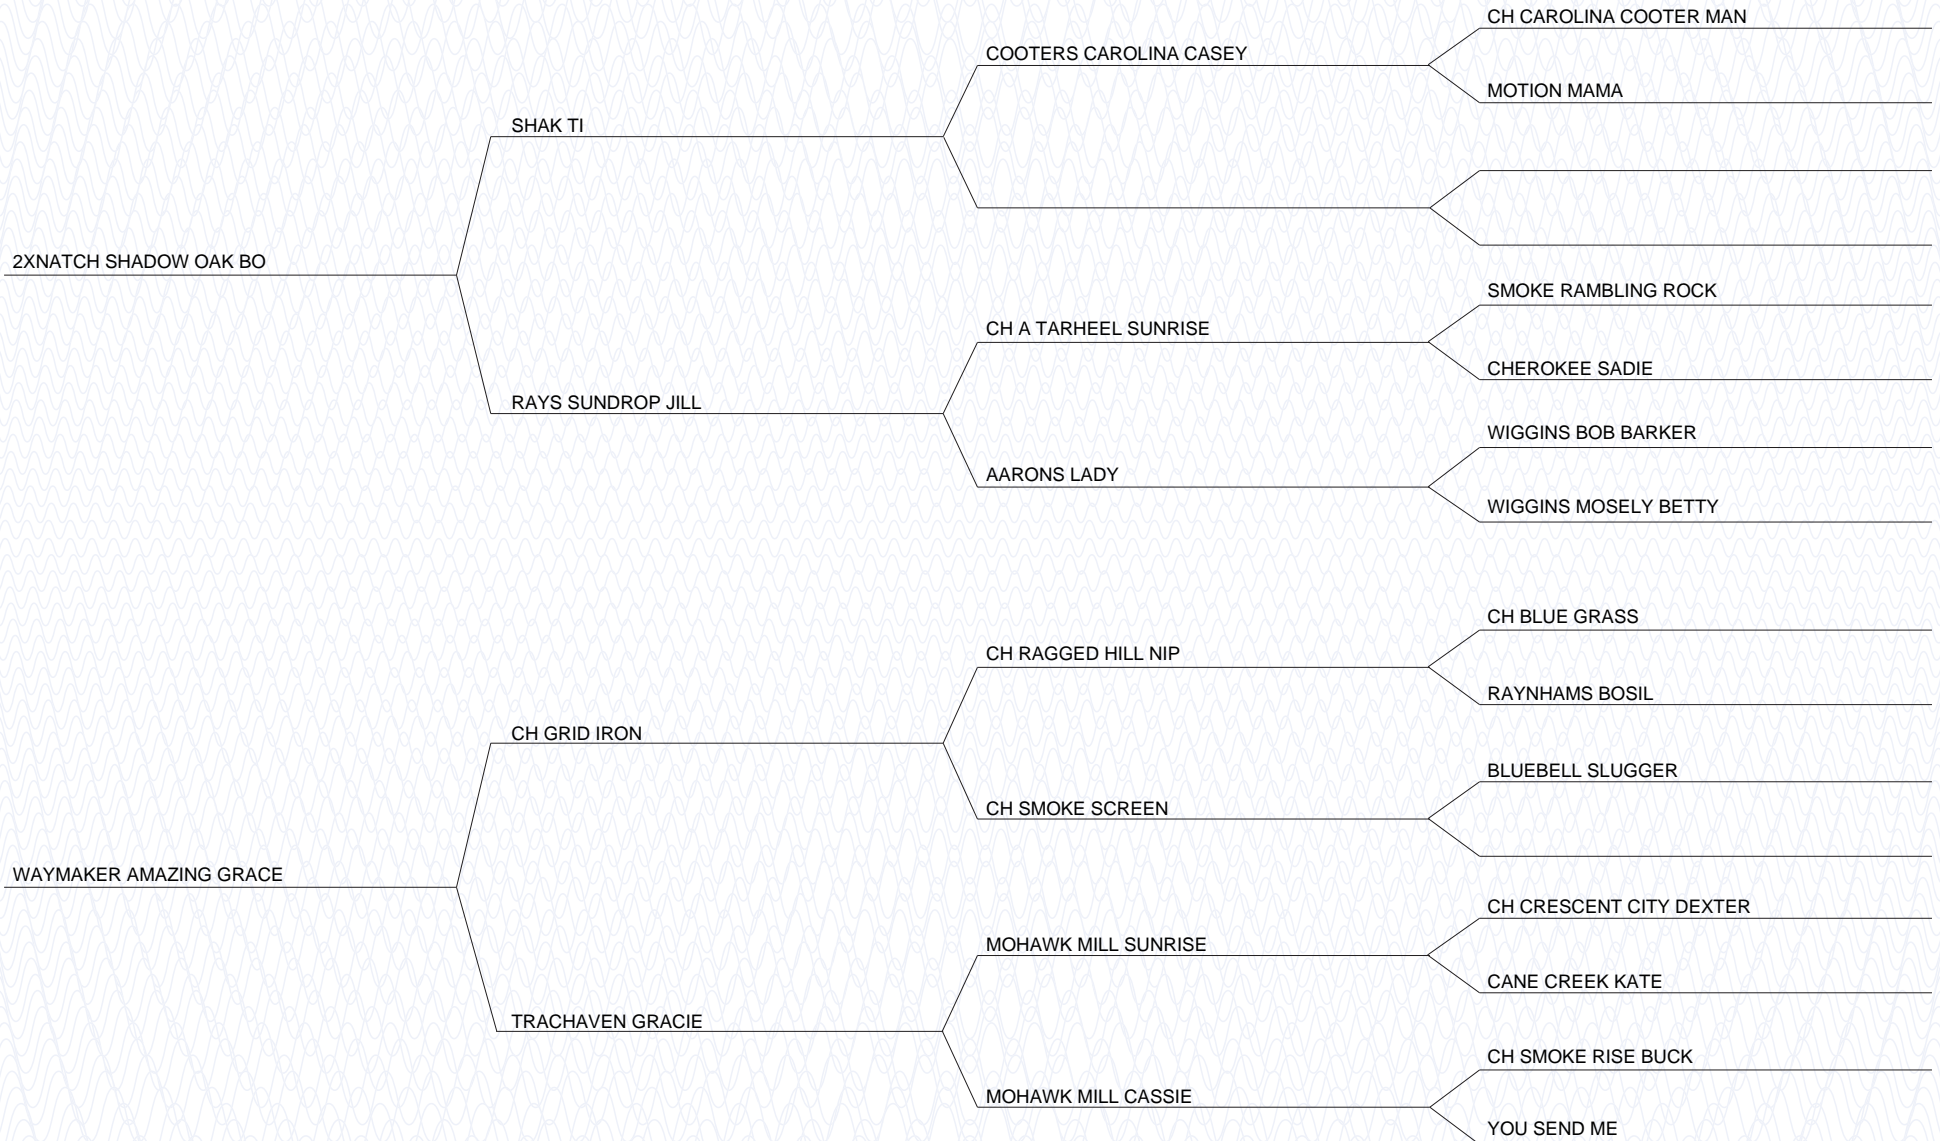 CH CAROLINA COOTER MAN
COOTERS CAROLINA CASEY
MOTION MAMA
SHAK TI
2XNATCH SHADOW OAK BO
SMOKE RAMBLING ROCK
CH A TARHEEL SUNRISE
CHEROKEE SADIE
RAYS SUNDROP JILL
WIGGINS BOB BARKER
AARONS LADY
WIGGINS MOSELY BETTY
CH BLUE GRASS
CH RAGGED HILL NIP
RAYNHAMS BOSIL
CH GRID IRON
BLUEBELL SLUGGER
CH SMOKE SCREEN
WAYMAKER AMAZING GRACE
CH CRESCENT CITY DEXTER
MOHAWK MILL SUNRISE
CANE CREEK KATE
TRACHAVEN GRACIE
CH SMOKE RISE BUCK
MOHAWK MILL CASSIE
YOU SEND ME